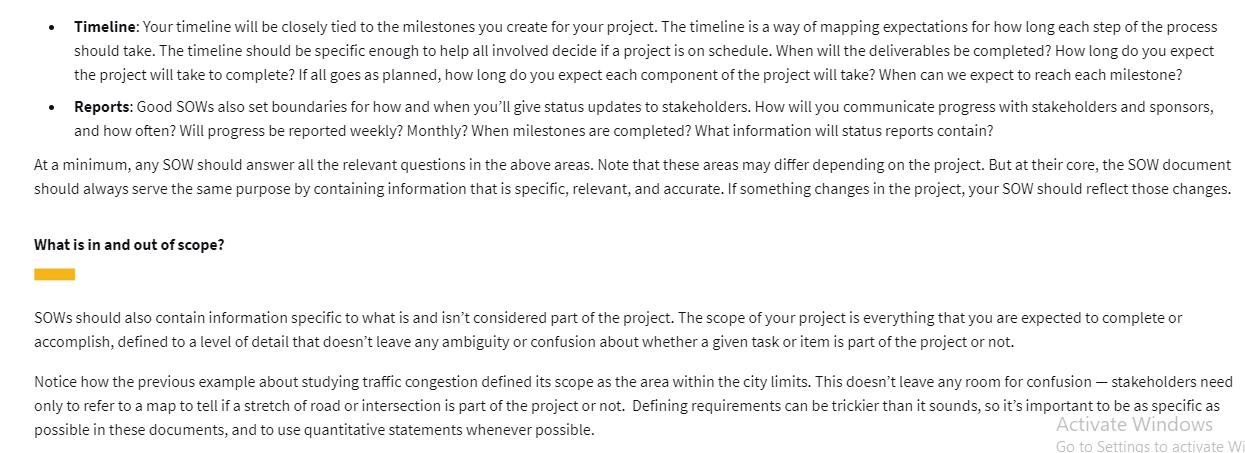 • Timeline: Your timeline will be closely tied to the milestones you create for your project. The timeline is a way of mapping expectations for how long each step of the process
should take. The timeline should be specific enough to help all involved decide if a project is on schedule. When will the deliverables be completed? How long do you expect
the project will take to complete? If all goes as planned, how long do you expect each component of the project will take? When can we expect to reach each milestone?
• Reports: Good SOWs also set boundaries for how and when you’ll give status updates to stakeholders. How will you communicate progress with stakeholders and sponsors,
and how often? Will progress be reported weekly? Monthly? When milestones are completed? What information will status reports contain?
At a minimum, any SOW should answer all the relevant questions in the above areas. Note that these areas may differ depending on the project. But at their core, the SOW document
should always serve the same purpose by containing information that is specific, relevant, and accurate. If something changes in the project, your SOW should reflect those changes.
What is in and out of scope?
SOWs should also contain information specific to what is and isn’t considered part of the project. The scope of your project is everything that you are expected to complete or
accomplish, defined to a level of detail that doesn’t leave any ambiguity or confusion about whether a given task or item is part of the project or not.
Notice how the previous example about studying traffic congestion defined its scope as the area within the city limits. This doesn’t leave any room for confusion — stakeholders need
only to refer to a map to tell if a stretch of road or intersection is part of the project or not. Defining requirements can be trickier than it sounds, so it’s important to be as specific as
possible in these documents, and to use quantitative statements whenever possible.
Activate Windows
Go to Settings to activate Wi